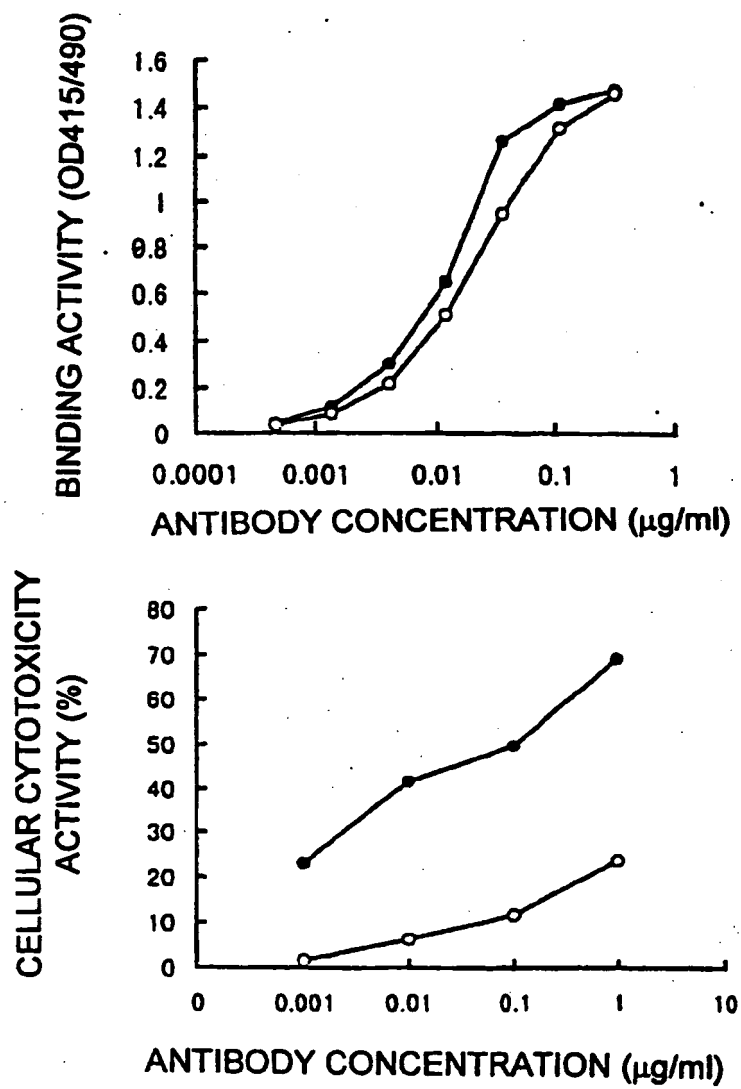 BINDING ACTIVITY (OD415/490)
1.6
1.4
1.2
1
0.8
0.6
0.4
0.2
0
0.0001 0.001 0.01 0.1 1
ANTIBODY CONCENTRATION (µg/ml)
CELLULAR CYTOTOXICITY
ACTIVITY (%)
80
70
60
50
40
30
20
10
0
0 0.001 0.01 0.1 1 10
ANTIBODY CONCENTRATION (µg/ml)